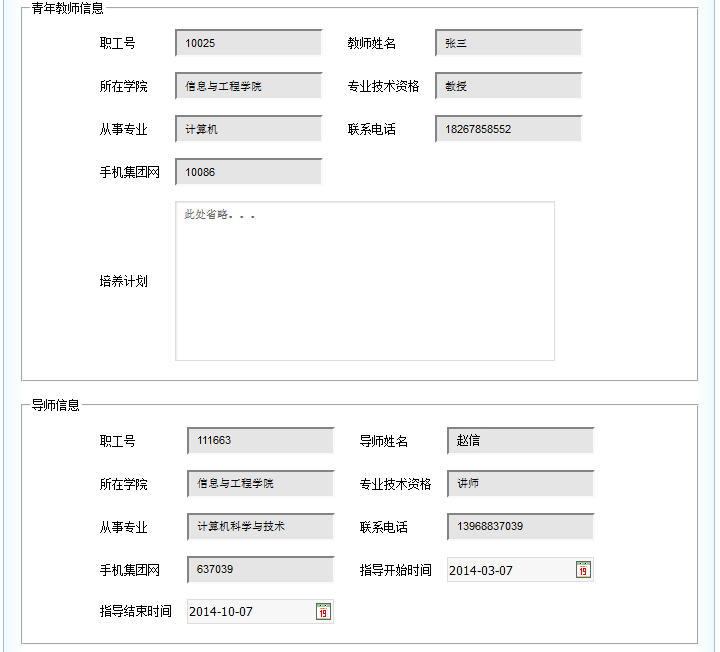 青年教师信息
职工号 10025 教师姓名 张三
所在学院 信息与工程学院 专业技术资格 教授
从事专业 计算机 联系电话 18267858552
手机集团网 10086
此处省略...
培养计划
导师信息
职工号 111663 导师姓名 赵信
所在学院 信息与工程学院 专业技术资格 讲师
从事专业 计算机科学与技术 联系电话 13968837039
手机集团网 637039 指导开始时间 2014-03-07 19
指导结束时间 2014-10-07 19